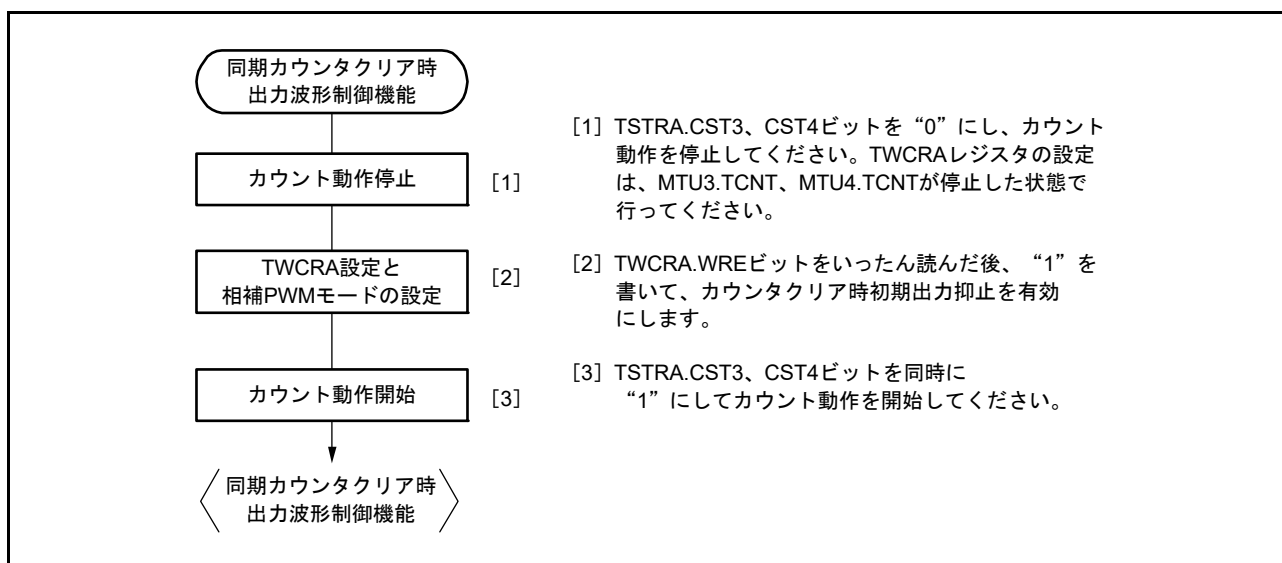 同期カウンタクリア時
出力波形制御機能
カウント動作停止
[1]
[1] TSTRA.CST3、CST4ビットを“0”にし、カウント
動作を停止してください。TWCRAレジスタの設定
は、MTU3.TCNT、MTU4.TCNTが停止した状態で
行ってください。
TWCRA設定と
相補PWMモードの設定
[2]
[2] TWCRA.WREビットをいったん読んだ後、“1”を
書いて、カウンタクリア時初期出力抑止を有効
にします。
カウント動作開始
[3]
[3] TSTRA.CST3、CST4ビットを同時に
“1”にしてカウント動作を開始してください。
同期カウンタクリア時
出力波形制御機能